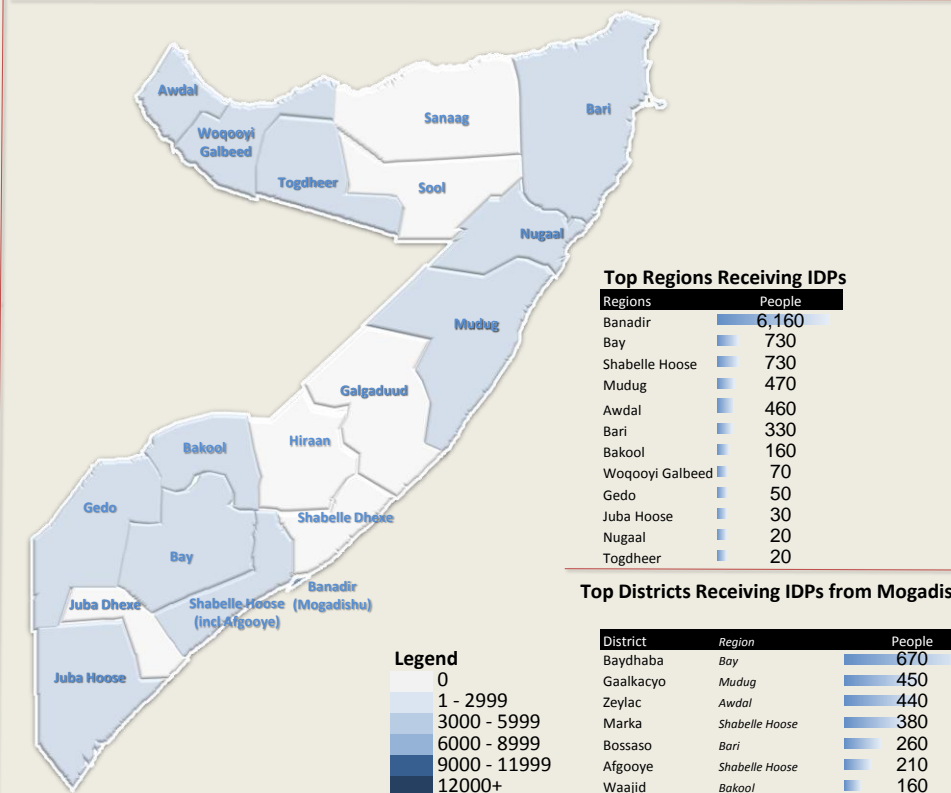 Awdal
Woqooyi
Galbeed
Togdheer
Sanaag
Sool
Bari
Nugaal
Mudug
Galgaduud
Hiraan
Bakool
Gedo
Bay
Shabelle Dhexe
Banadir
(Mogadishu)
Juba Dhexe
Shabelle Hoose
(incl Afgooye)
Juba Hoose
Legend
0
1 - 2999
3000 - 5999
6000 - 8999
9000 - 11999
12000+
Top Regions Receiving IDPs
Regions People
Banadir 6,160
Bay 730
Shabelle Hoose 730
Mudug 470
Awdal 460
Bari 330
Bakool 160
Woqooyi Galbeed 70
Gedo 50
Juba Hoose 30
Nugaal 20
Togdheer 20
Top Districts Receiving IDPs from Mogadis
District Region People
Baydhaba Bay 670
Gaalkacyo Mudug 450
Zeylac Awdal 440
Marka Shabelle Hoose 380
Bossaso Bari 260
Afgooye Shabelle Hoose 210
Waajid Bakool 160